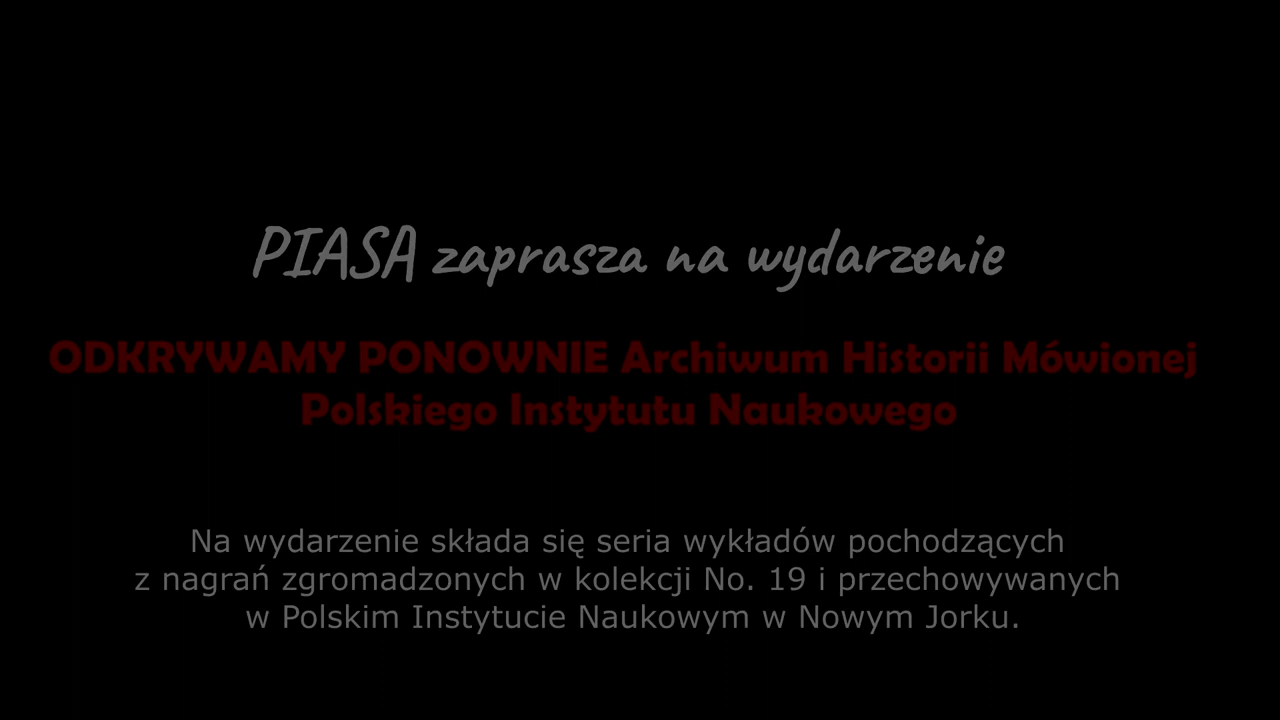 PIASA zaprasza na wydarzenie
ODKRYWAMY PONOWNIE Archiwum Historii Mówionej
Polskiego Instytutu Naukowego
Na wydarzenie składa się seria wykładów pochodzących
z nagrań zgromadzonych w kolekcji No. 19 i przechowywanych
w Polskim Instytucie Naukowym w Nowym Jorku.